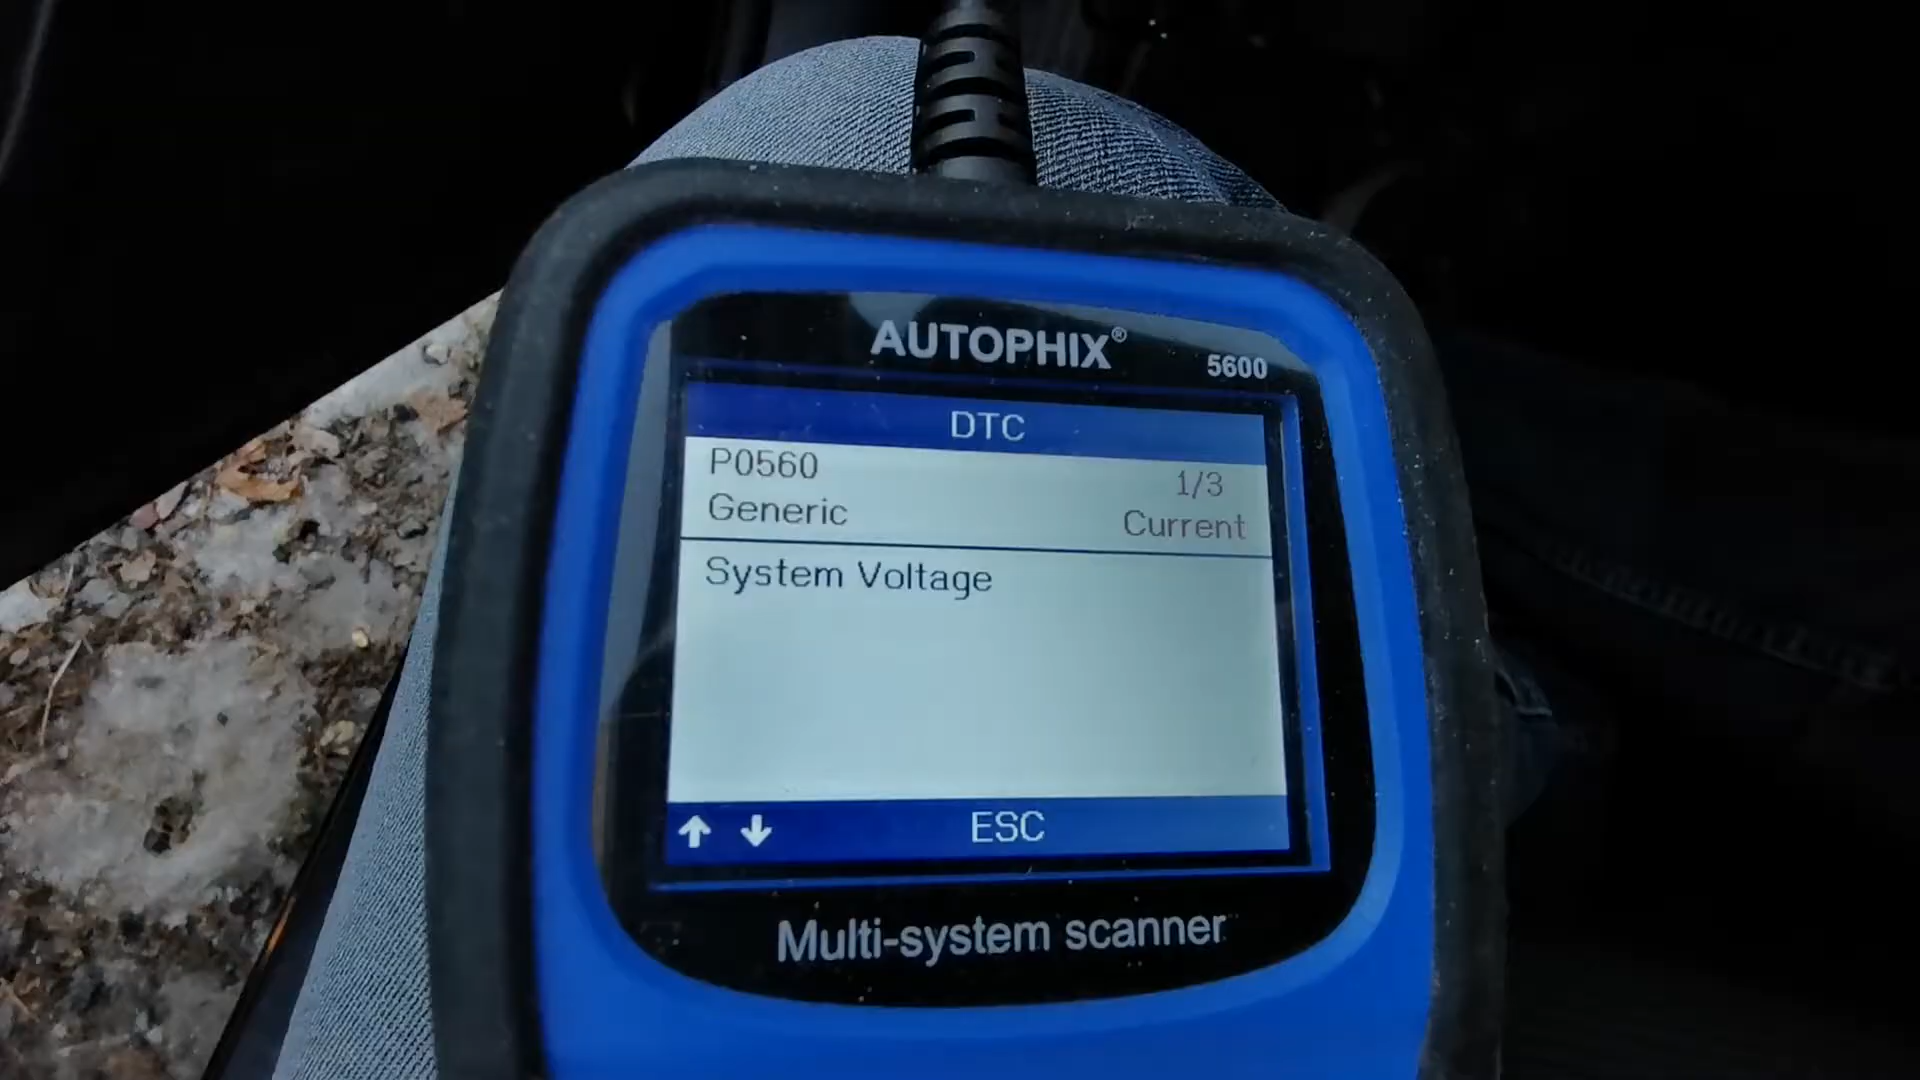 AUTOPHIX®
5600
DTC
P0560
1/3
Generic
Current
System Voltage
ESC
Multi-system scanner